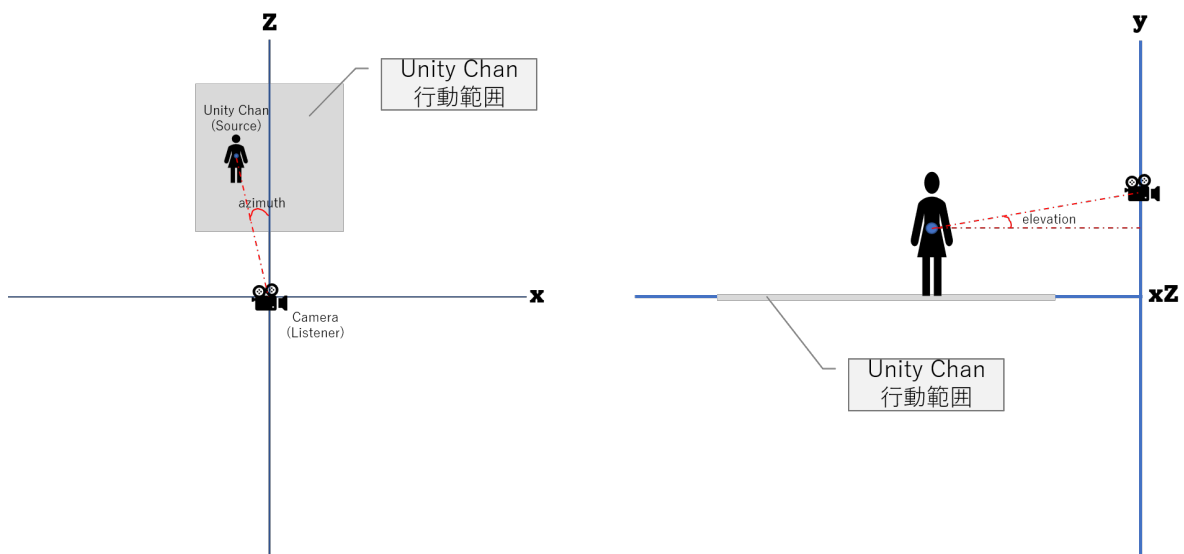 Z
Unity Chan
行動範囲
Unity Chan
(Source)
azimuth
x
Camera
(Listener)
y
elevation
xZ
Unity Chan
行動範囲